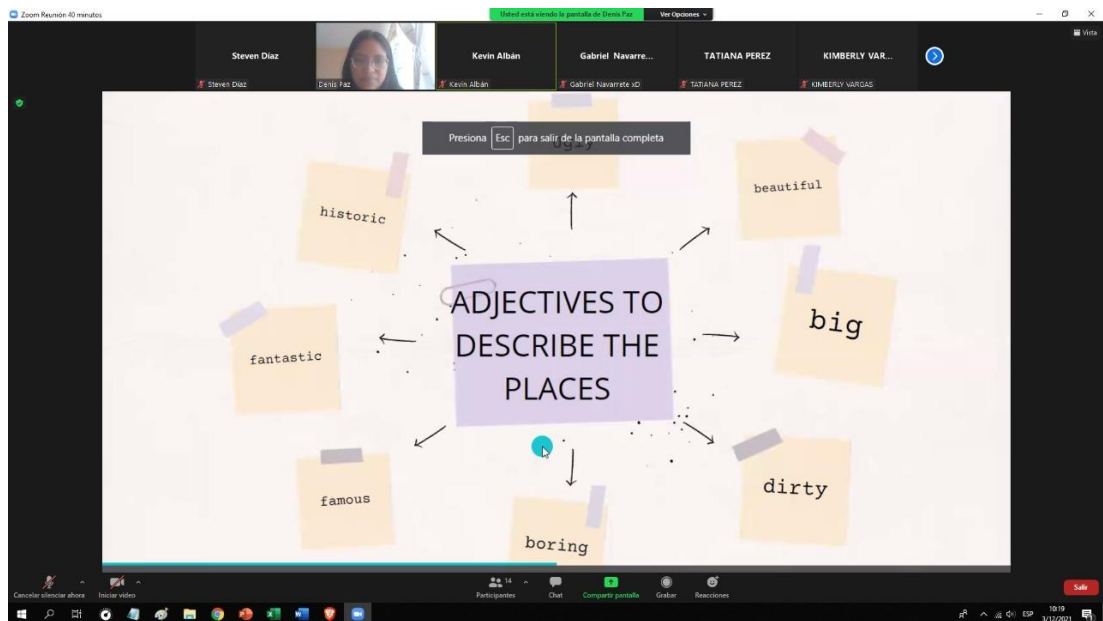 Zoom Reunión 40 minutos
Usted está viendo la pantalla de Denis Paz
Ver Opciones
Vista
Steven Diaz
Kevin Albán
Gabriel Navarre...
TATIANA PEREZ
KIMBERLY VAR...
Steven Diaz
Denis Paz
Kevin Albán
Gabriel Navarrete xD
TATIANA PEREZ
KIMBERLY VARGAS
Presiona Esc para salir de la pantalla completa
ugly
beautiful
historic
big
ADJECTIVES TO
DESCRIBE THE
PLACES
fantastic
dirty
famous
boring
Cancelar silenciar ahora
Iniciar video
14
Participantes
Chat
Compartir pantalla
Grabar
Reacciones
Salir
ESP
10:19
3/12/2021